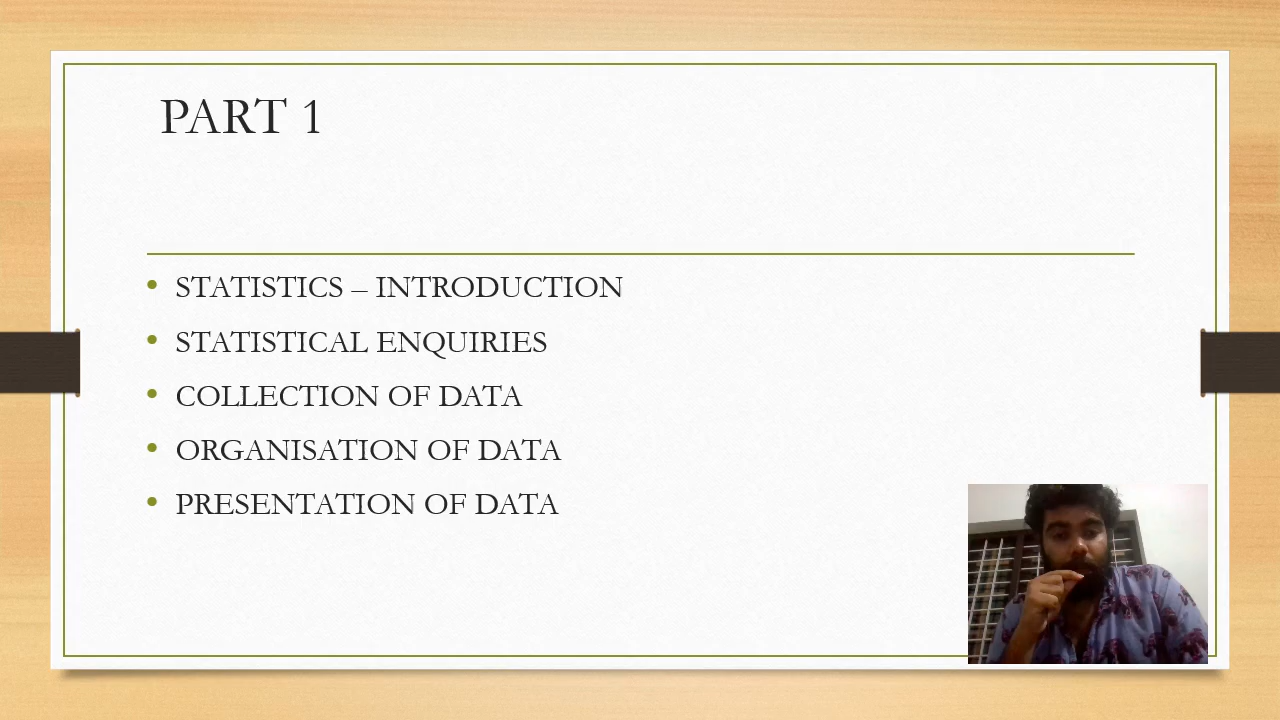 PART 1
STATISTICS – INTRODUCTION
STATISTICAL ENQUIRIES
COLLECTION OF DATA
ORGANISATION OF DATA
PRESENTATION OF DATA